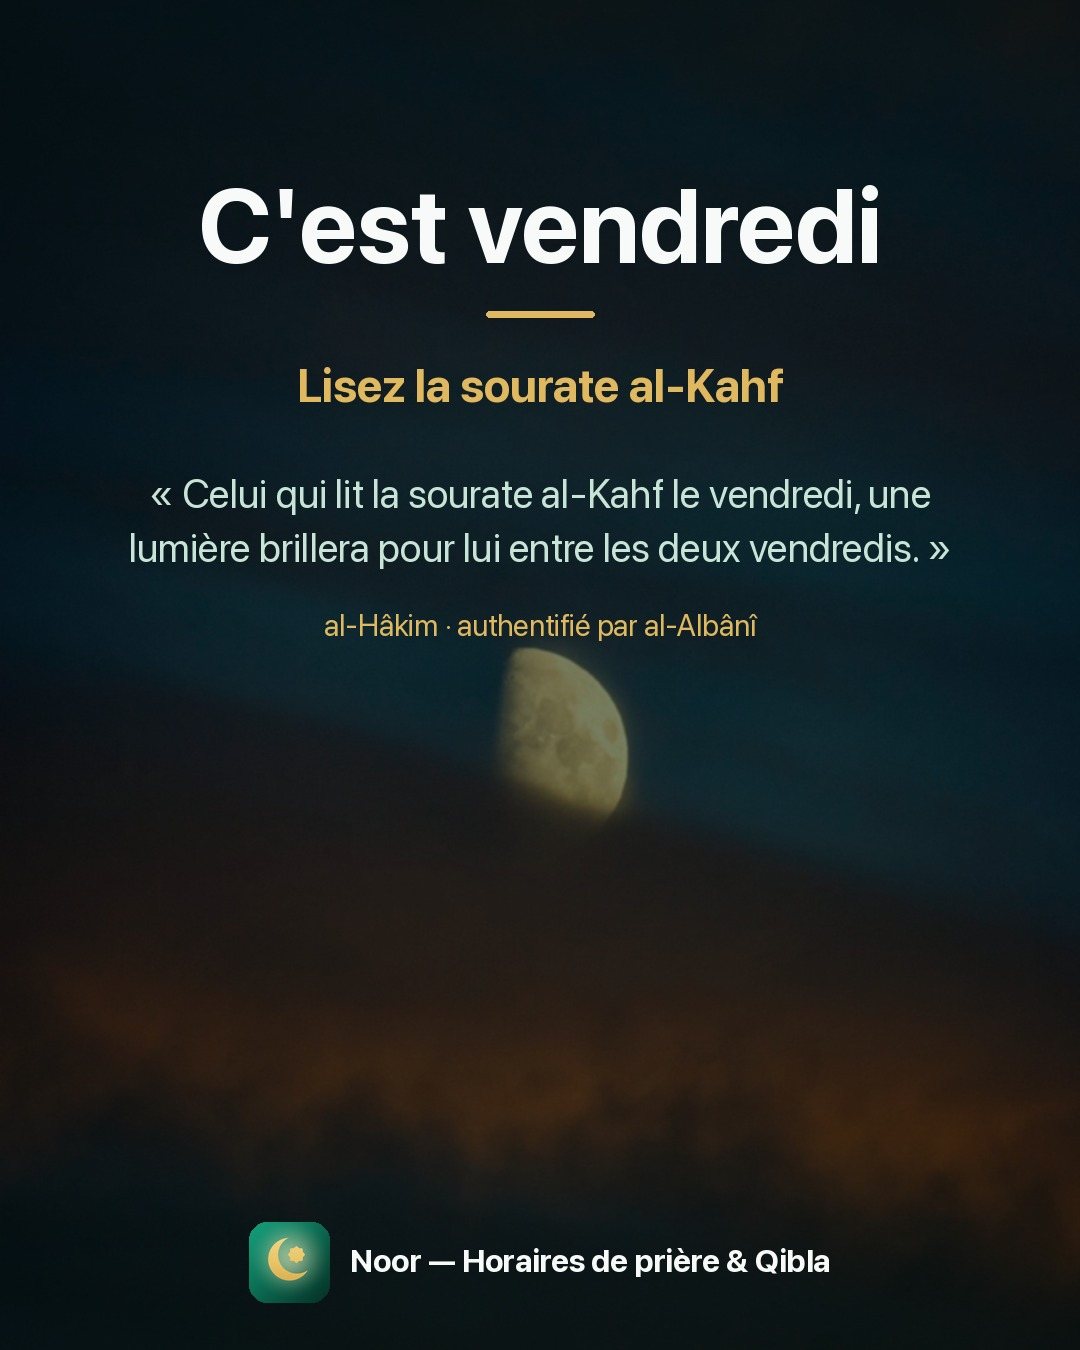 C'est vendredi
Lisez la sourate al-Kahf
« Celui qui lit la sourate al-Kahf le vendredi, une
lumière brillera pour lui entre les deux vendredis. »
al-Hâkim · authentifié par al-Albânî
Noor — Horaires de prière & Qibla